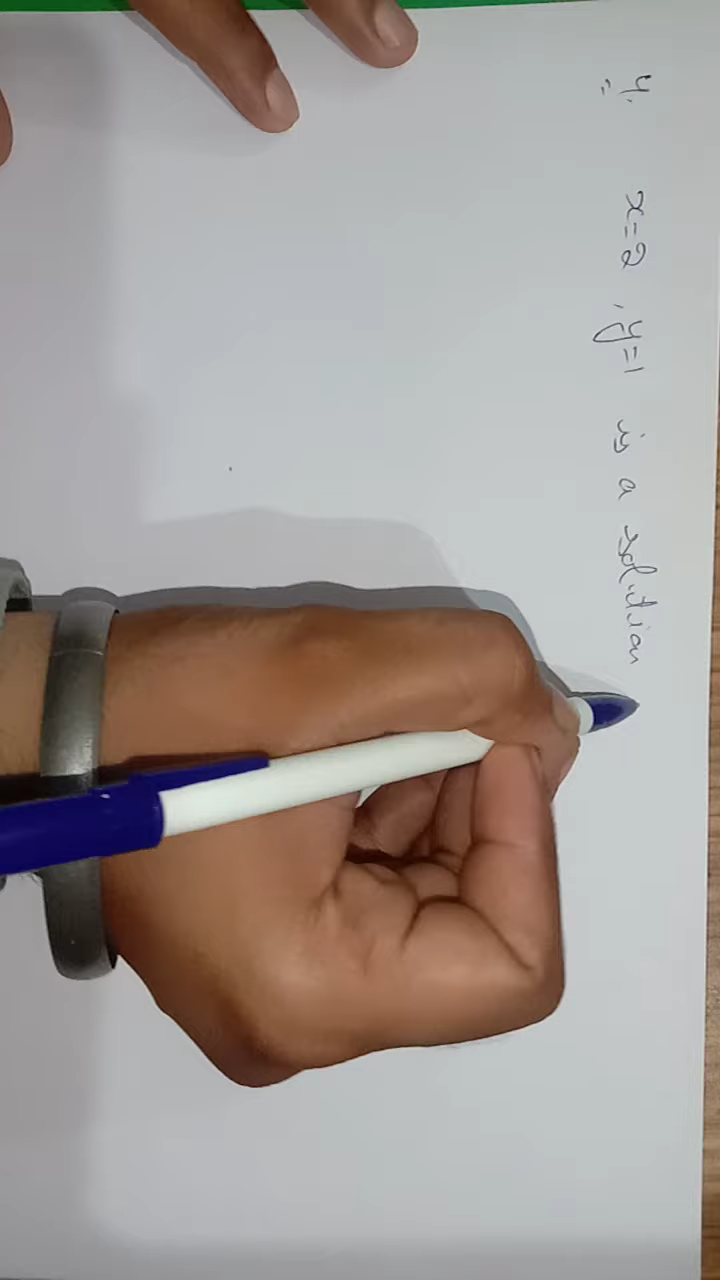 4. x=2, y=1 is a solution